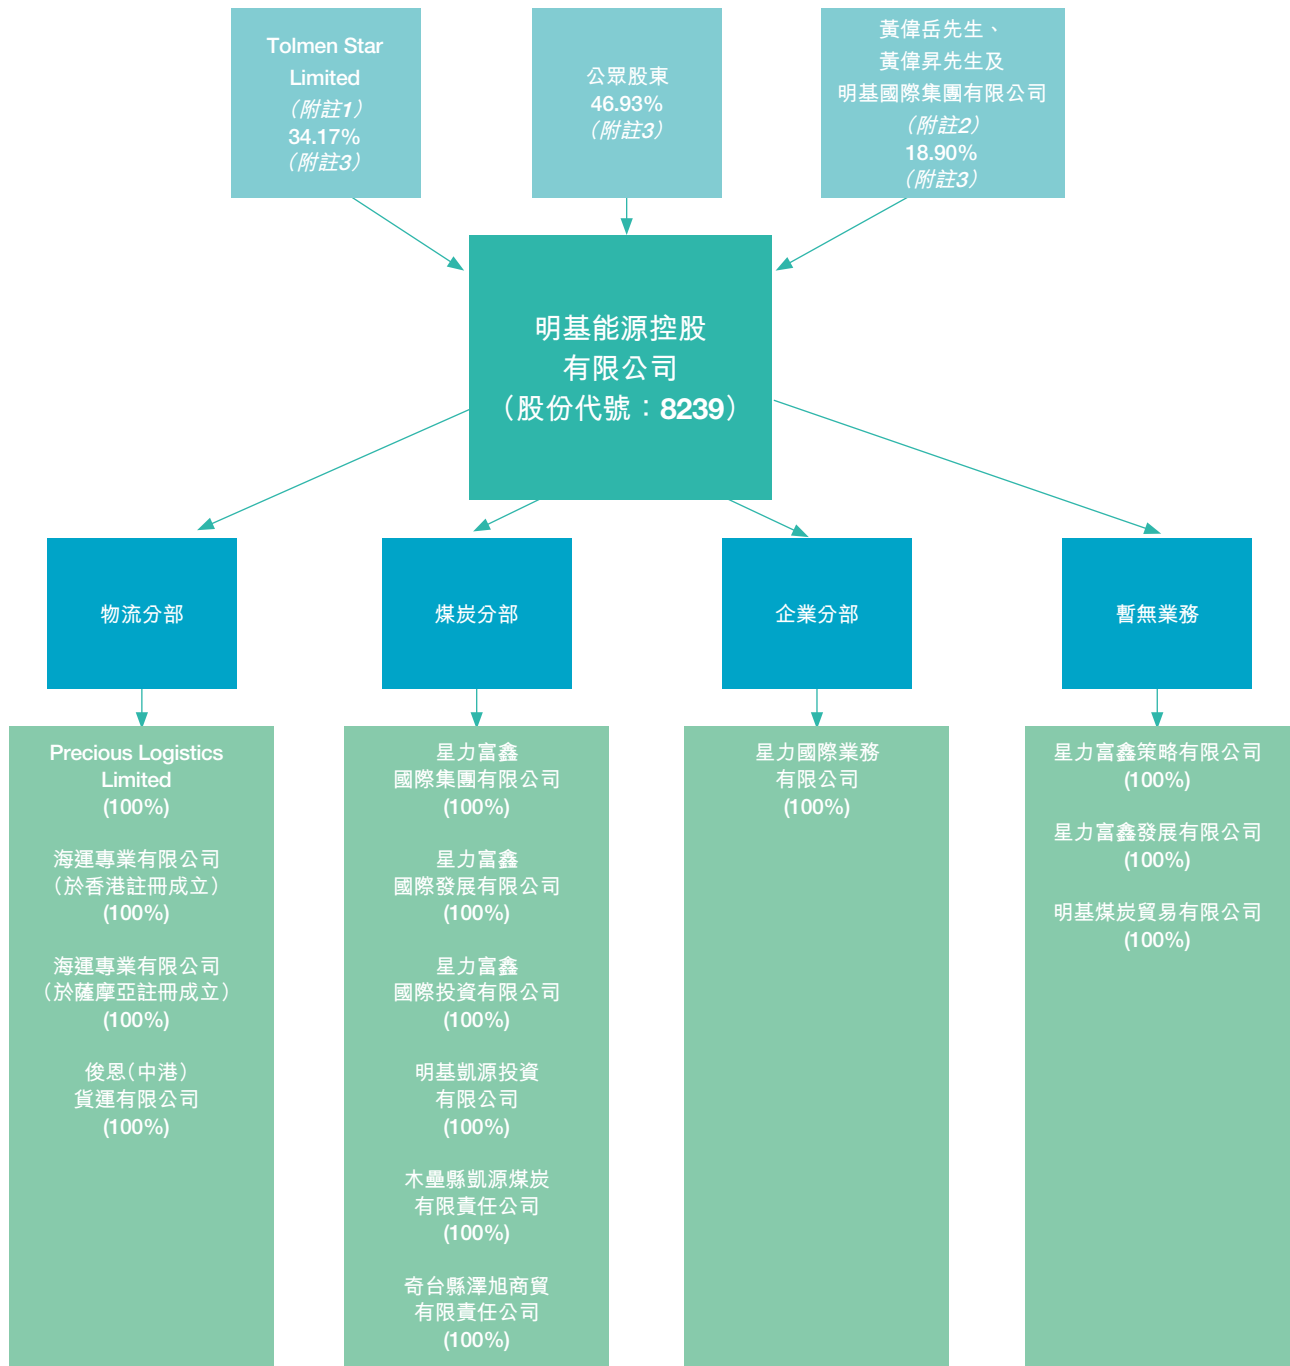 Tolmen Star
Limited
（附註1）
34.17%
（附註3）
公眾股東
46.93%
（附註3）
黃偉岳先生、
黃偉昇先生及
明基國際集團有限公司
（附註2）
18.90%
（附註3）
明基能源控股
有限公司
（股份代號：8239）
物流分部
煤炭分部
企業分部
暫無業務
Precious Logistics
Limited
(100%)
海運專業有限公司
（於香港註冊成立）
(100%)
海運專業有限公司
（於薩摩亞註冊成立）
(100%)
俊恩（中港）
貨運有限公司
(100%)
星力富鑫
國際集團有限公司
(100%)
星力富鑫
國際發展有限公司
(100%)
星力富鑫
國際投資有限公司
(100%)
明基凱源投資
有限公司
(100%)
木壘縣凱源煤炭
有限責任公司
(100%)
奇台縣澤旭商貿
有限責任公司
(100%)
星力國際業務
有限公司
(100%)
星力富鑫策略有限公司
(100%)
星力富鑫發展有限公司
(100%)
明基煤炭貿易有限公司
(100%)